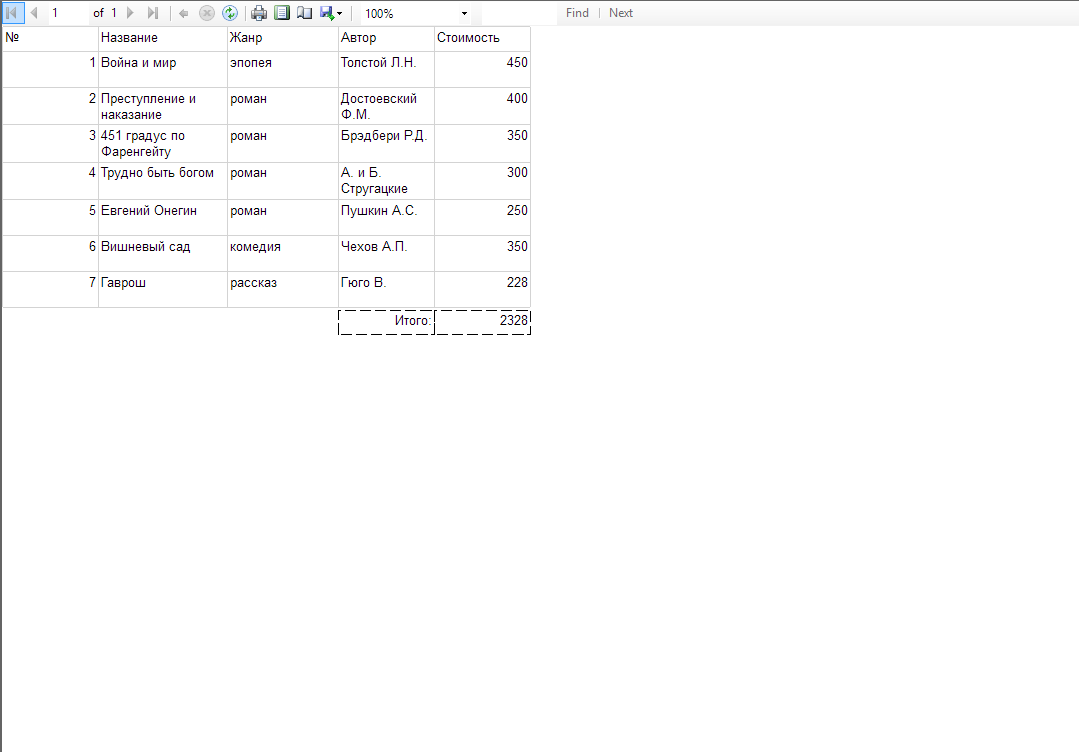 1 of 1 100% Find | Next
№ Название Жанр Автор Стоимость
1 Война и мир эпопея Толстой Л.Н. 450
2 Преступление и роман Достоевский 400
наказание Ф.М.
3 451 градус по роман Брэдбери Р.Д. 350
Фаренгейту
4 Трудно быть богом роман А. и Б. 300
Стругацкие
5 Евгений Онегин роман Пушкин А.С. 250
6 Вишневый сад комедия Чехов А.П. 350
7 Гаврош рассказ Гюго В. 228
Итого: 2328